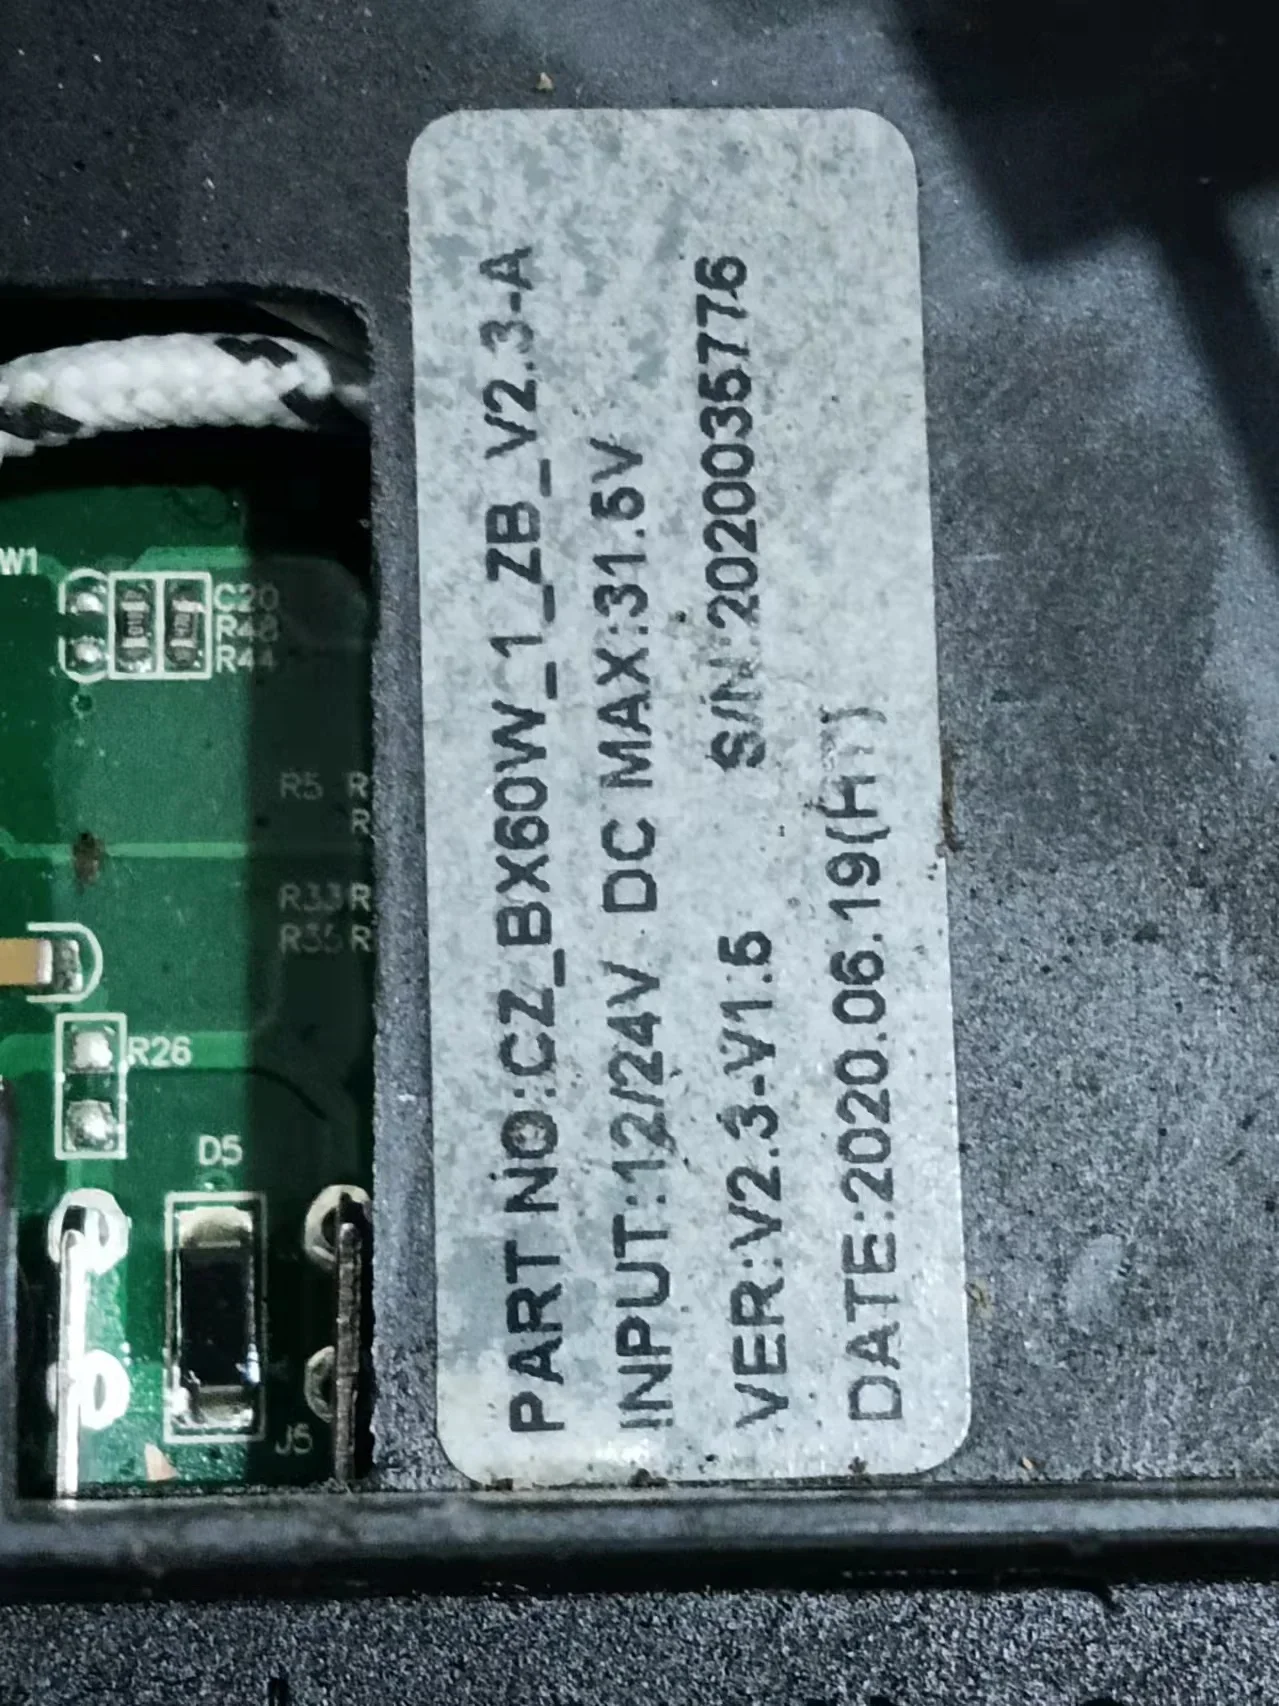 PART NO:CZ_BX60W_1_ZB_V2.3-A
INPUT:12/24V DC MAX:31.5V
VER:V2.3-V1.5 S/N:2020035776
DATE:2020.06.19
W1
C20
R48
R44
R5
R33
R35
R26
D5
J5